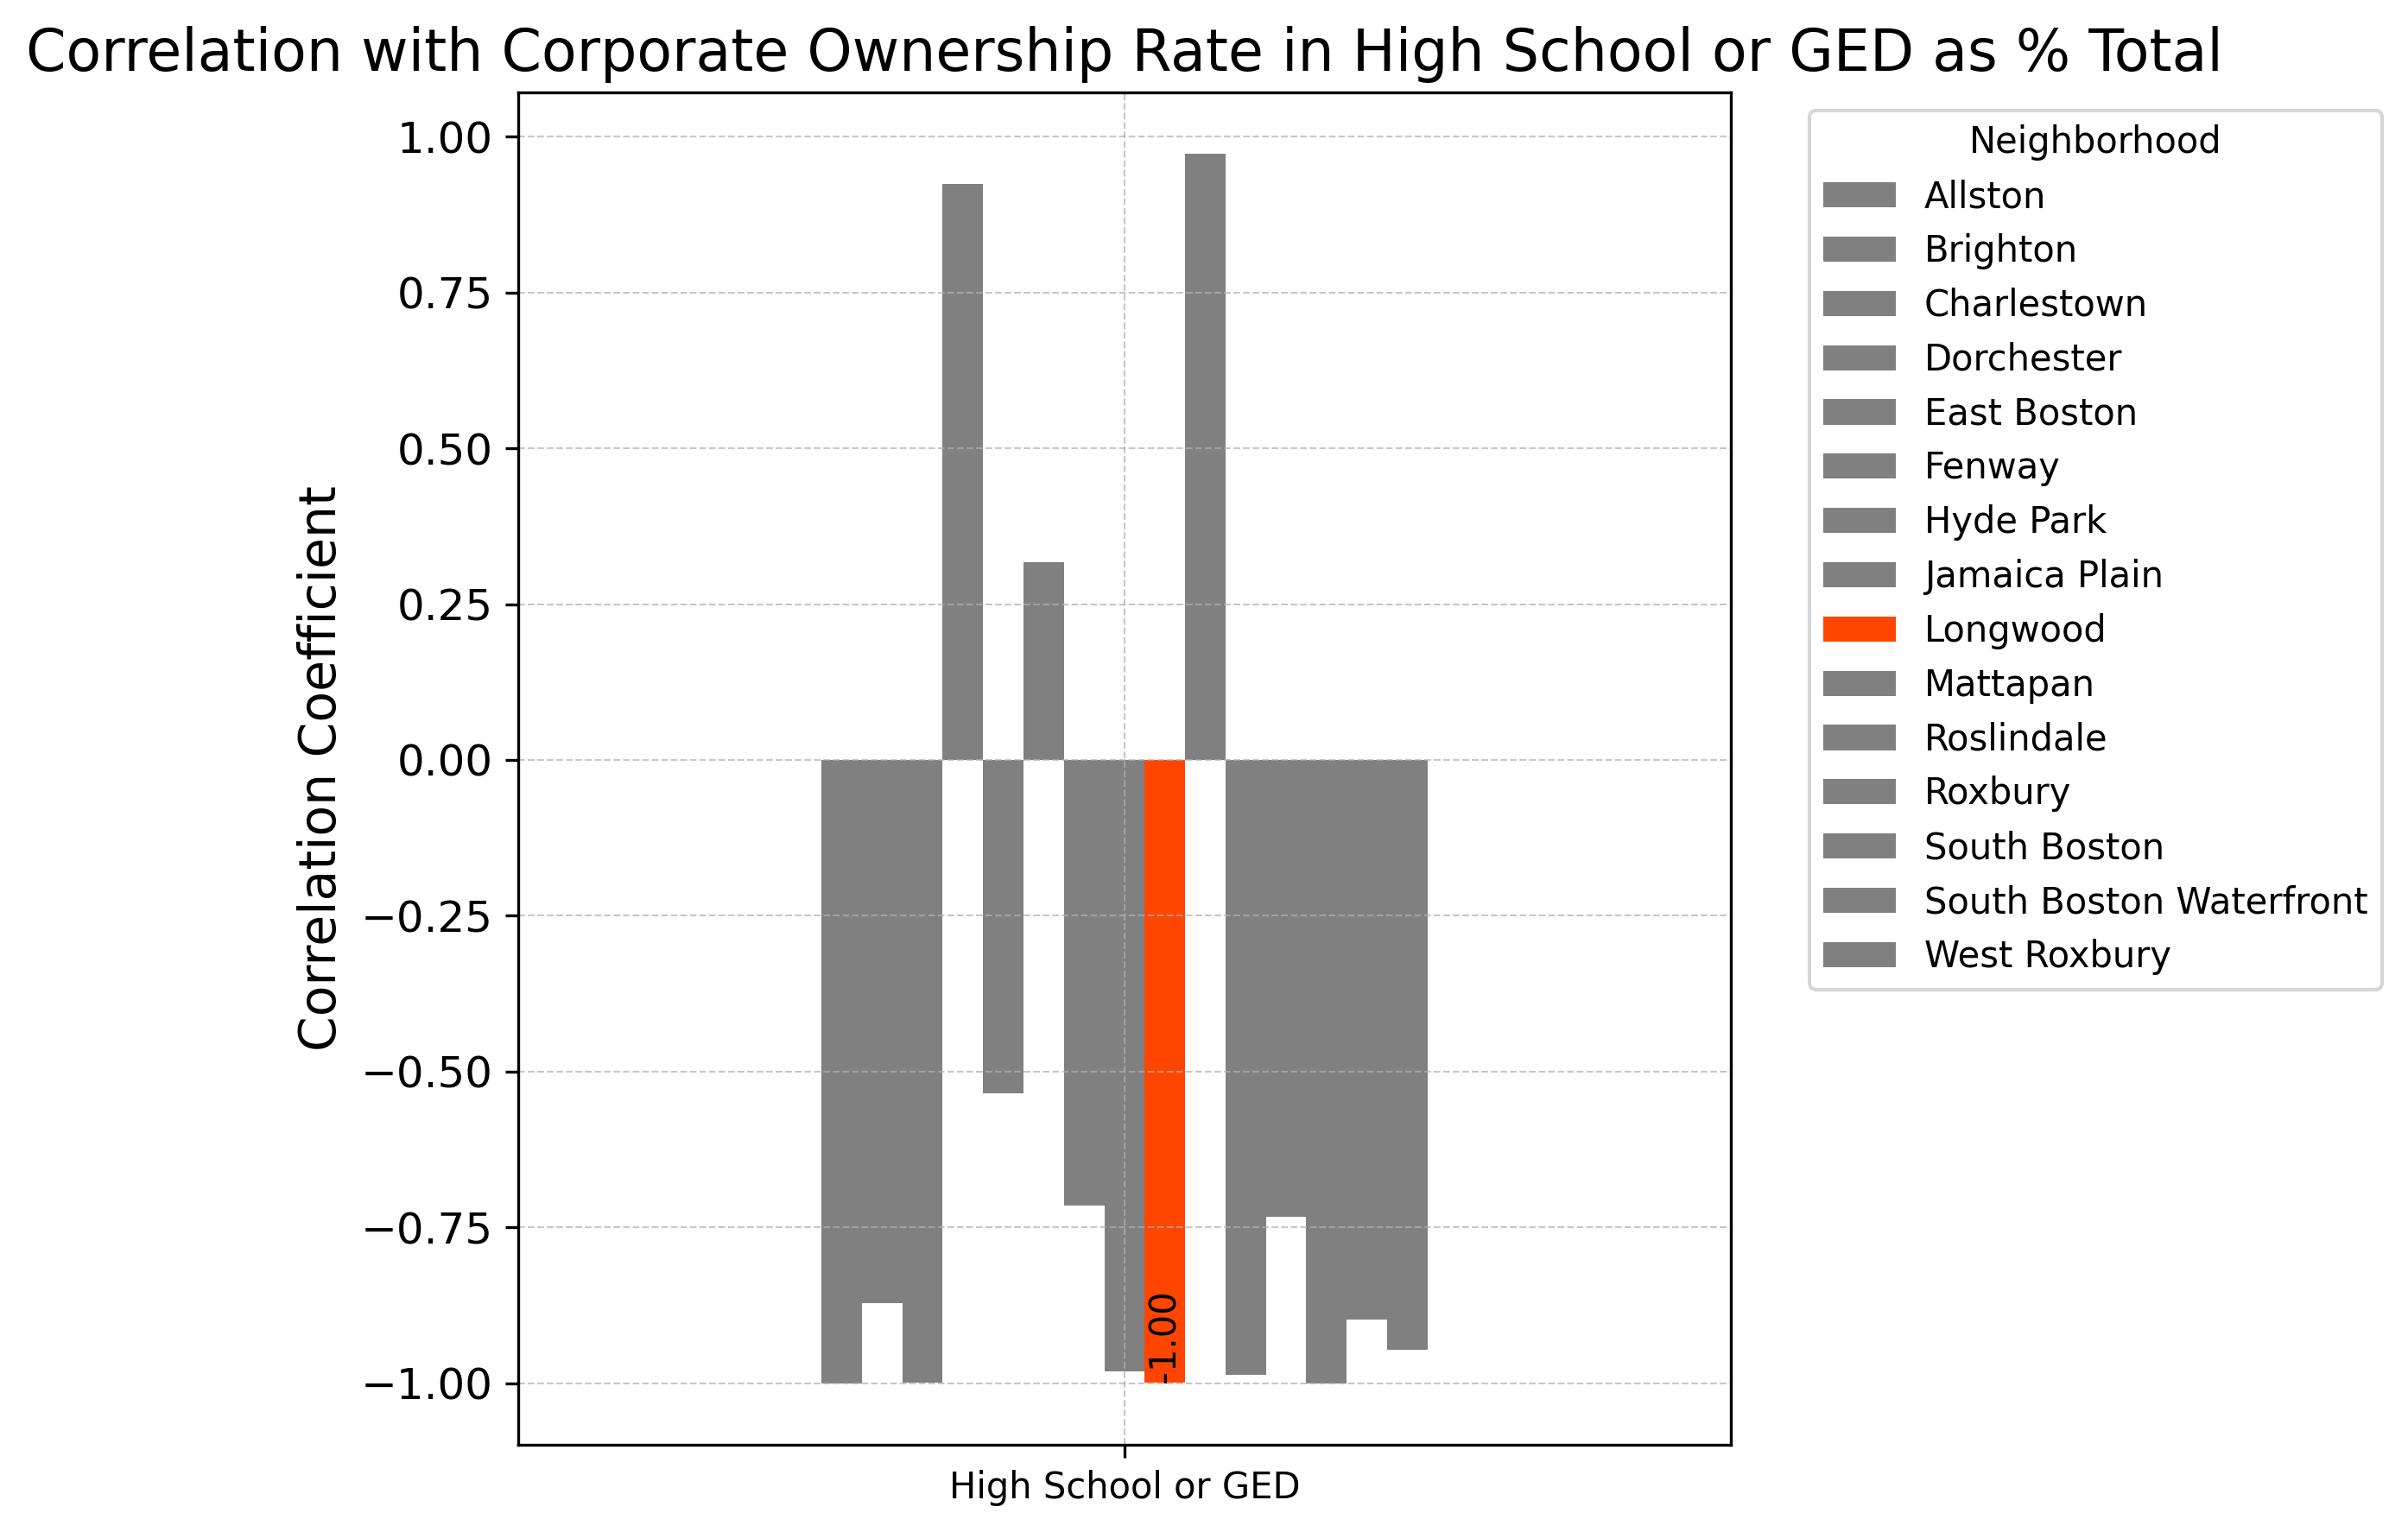 Correlation with Corporate Ownership Rate in High School or GED as % Total
Correlation Coefficient
1.00
0.75
0.50
0.25
0.00
−0.25
−0.50
−0.75
−1.00
-1.00
High School or GED
Neighborhood
Allston
Brighton
Charlestown
Dorchester
East Boston
Fenway
Hyde Park
Jamaica Plain
Longwood
Mattapan
Roslindale
Roxbury
South Boston
South Boston Waterfront
West Roxbury